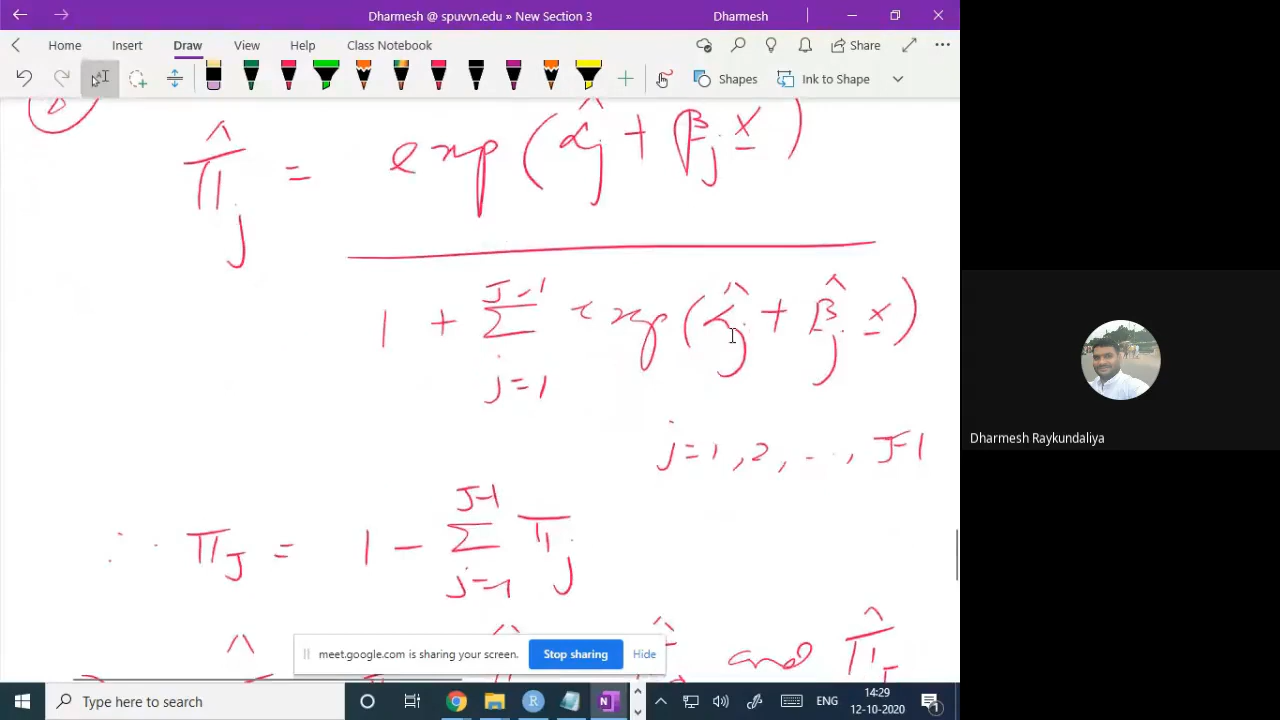 Dharmesh @ spuvvn.edu » New Section 3
Dharmesh
Home Insert Draw View Help Class Notebook
Share
Shapes
Ink to Shape
π̂_j = exp(α̂_j + β_j x)
1 + Σ_{j=1}^{J-1} exp(α̂_j + β̂_j x)
j=1, 2, ..., J-1
∴ π_J = 1 - Σ_{j=1}^{J-1} π_j
and π̂_J
meet.google.com is sharing your screen.
Stop sharing
Hide
Dharmesh Raykundaliya
Type here to search
ENG
14:29
12-10-2020
1